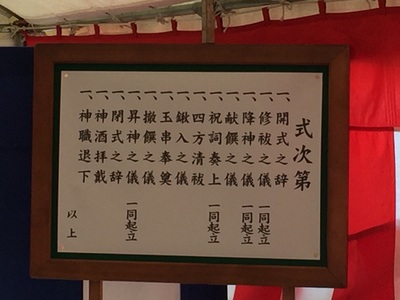 式次第
一、開式之辞
一、修祓之儀 一同起立
一、降神之儀 一同起立
一、献饌之儀
一、祝詞奏上 一同起立
一、四方清祓
一、鍬入之儀
一、玉串奉奠
一、撤饌之儀
一、昇神之儀 一同起立
一、閉式之辞
一、神酒拝戴
一、神職退下
以上